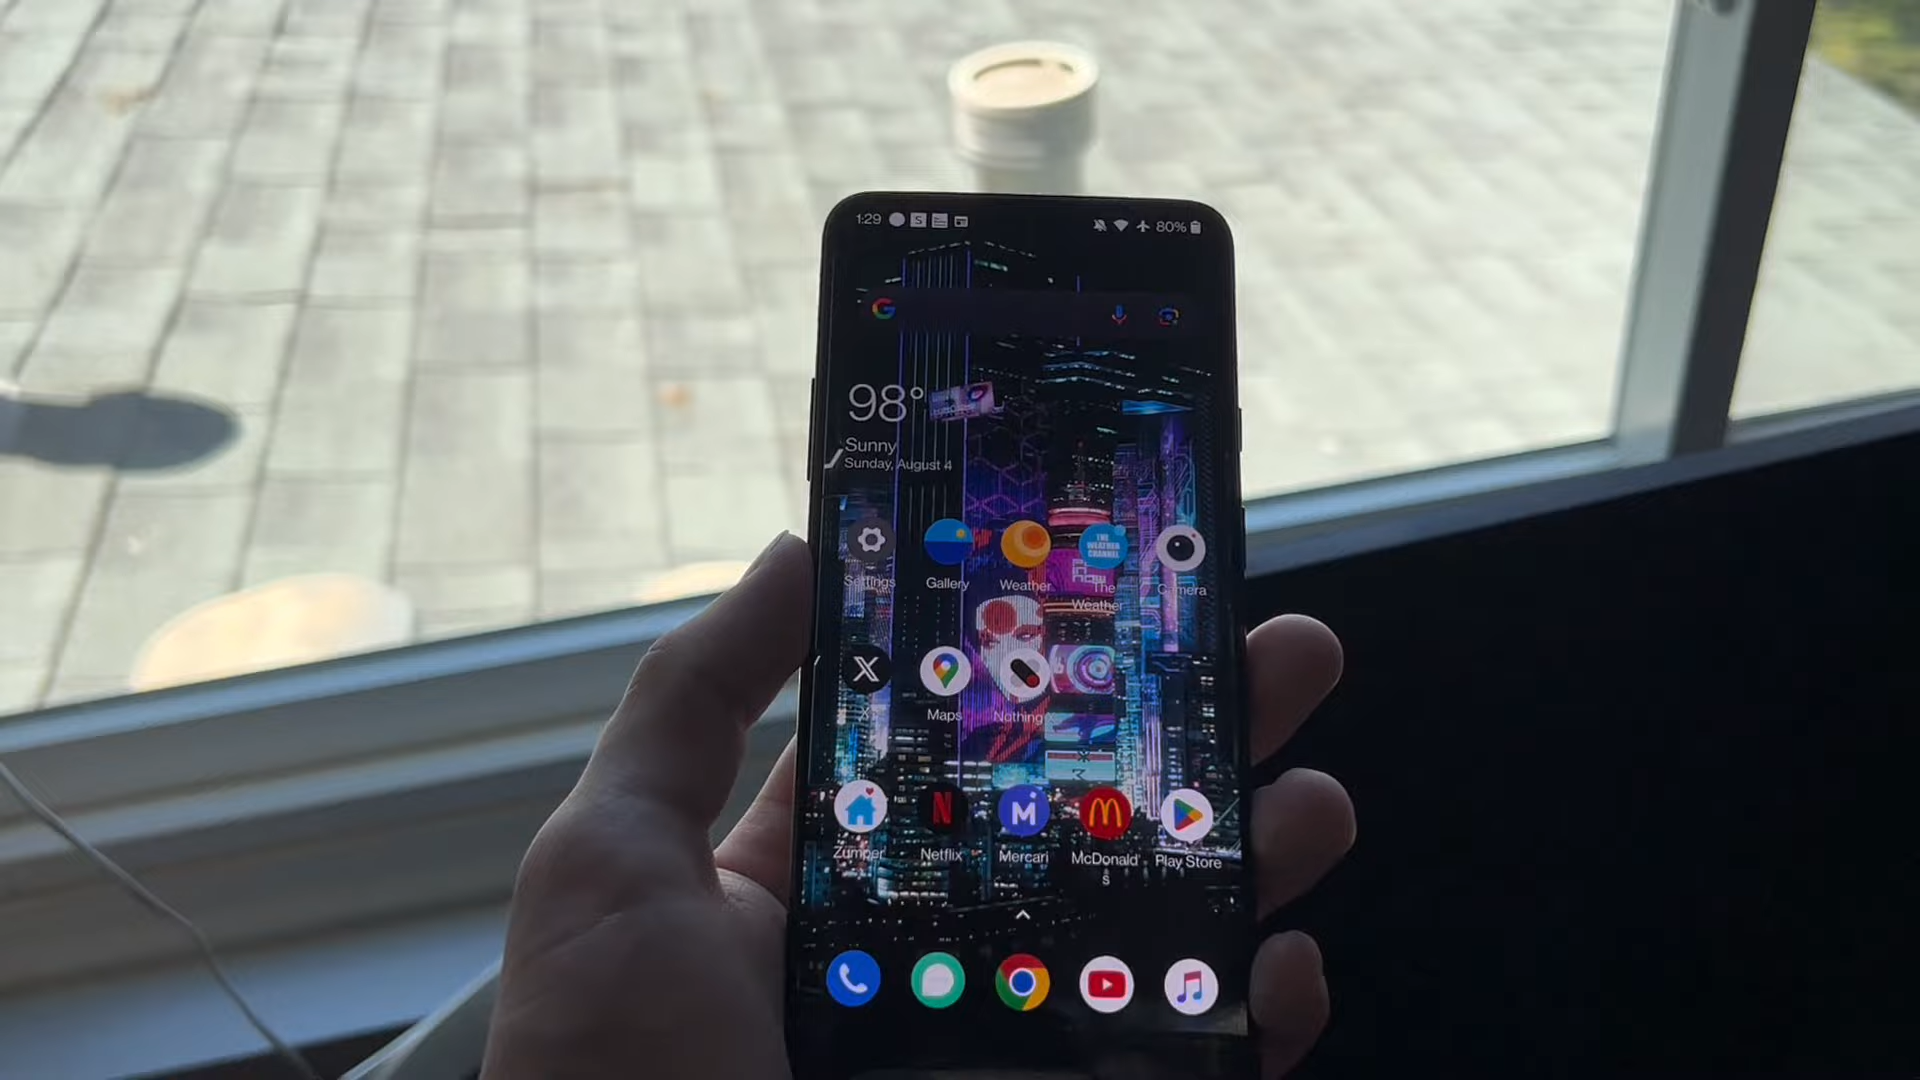 1:29
80%
98°
Sunny
Sunday, August 4
THE
WEATHER
CHANNEL
Settings
Gallery
Weather
The
Weather
Camera
X
Maps
Nothing X
Zumper
Netflix
Mercari
McDonald'
s
Play Store